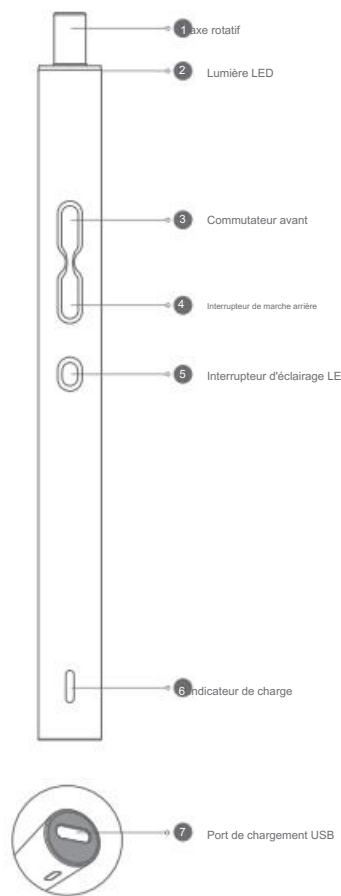 1 axe rotatif
2 Lumière LED
3 Commutateur avant
4 Interrupteur de marche arrière
5 Interrupteur d'éclairage LE
6 Indicateur de charge
7 Port de chargement USB